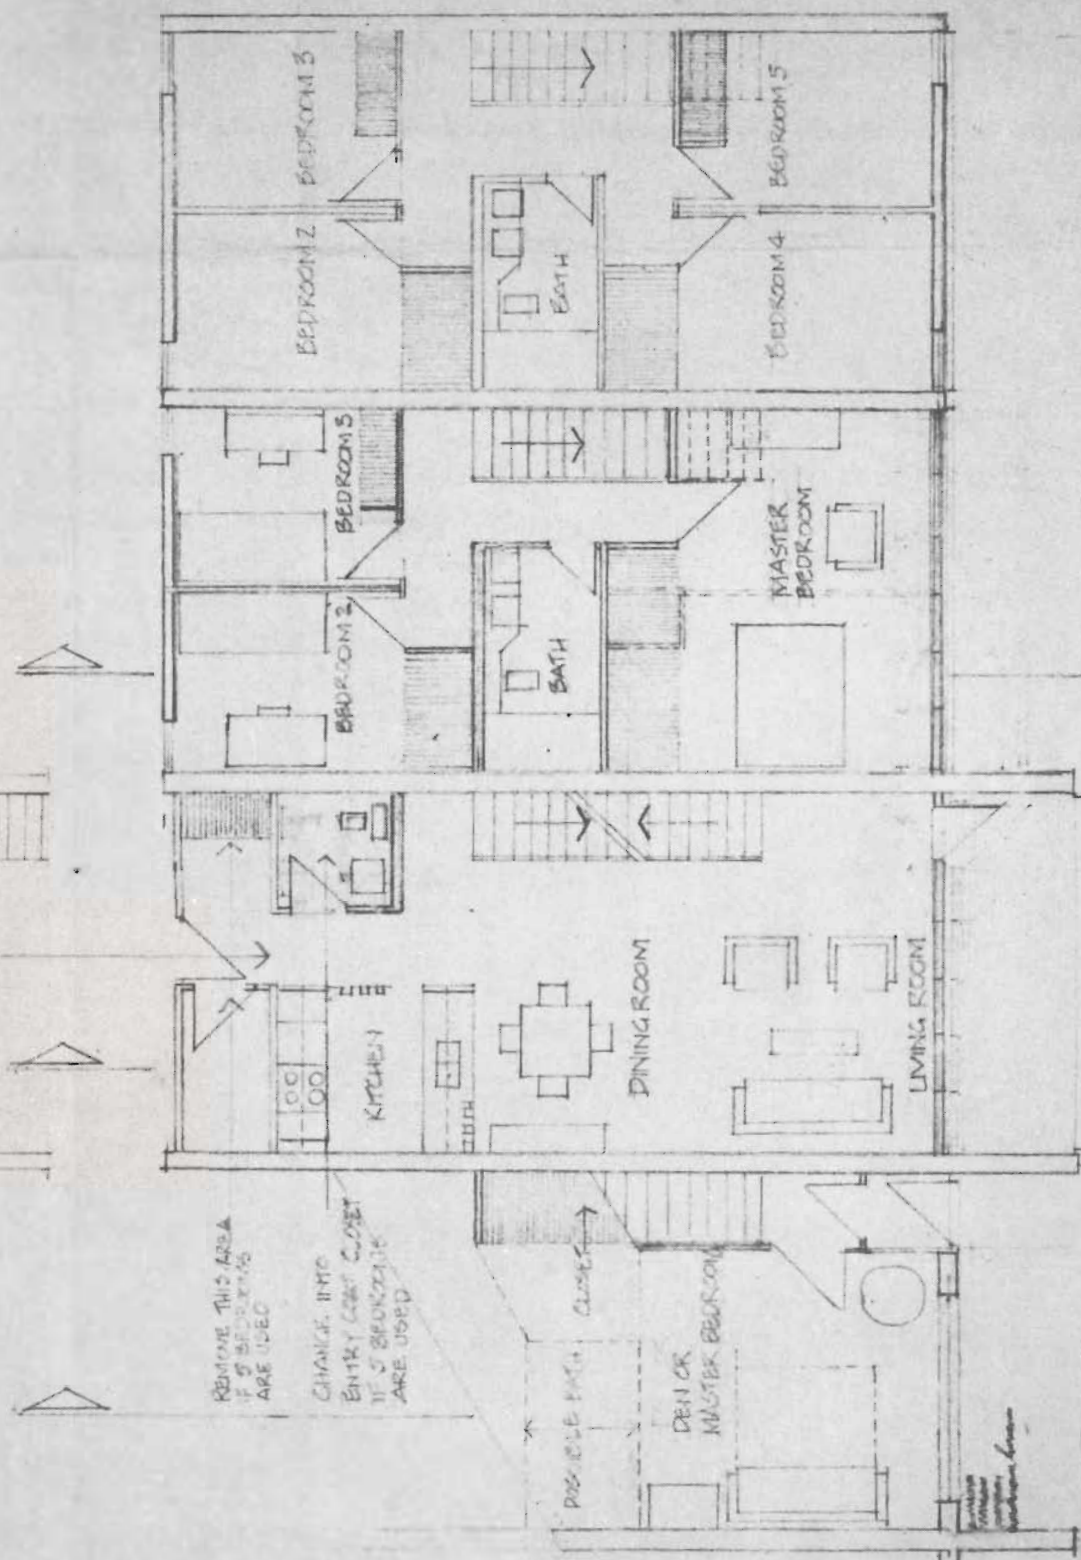 BEDROOM 3
BEDROOM 5
BEDROOM 2
BATH
BEDROOM 4
BEDROOM 3
MASTER
BEDROOM
BEDROOM 2
BATH
KITCHEN
DINING ROOM
LIVING ROOM
REMOVE THIS AREA
IF 5 BEDROOMS
ARE USED
CHANGE INTO
ENTRY COAT CLOSET
IF 5 BEDROOMS
ARE USED
POSSIBLE BATH
CLOSET
DEN OR
MASTER BEDROOM